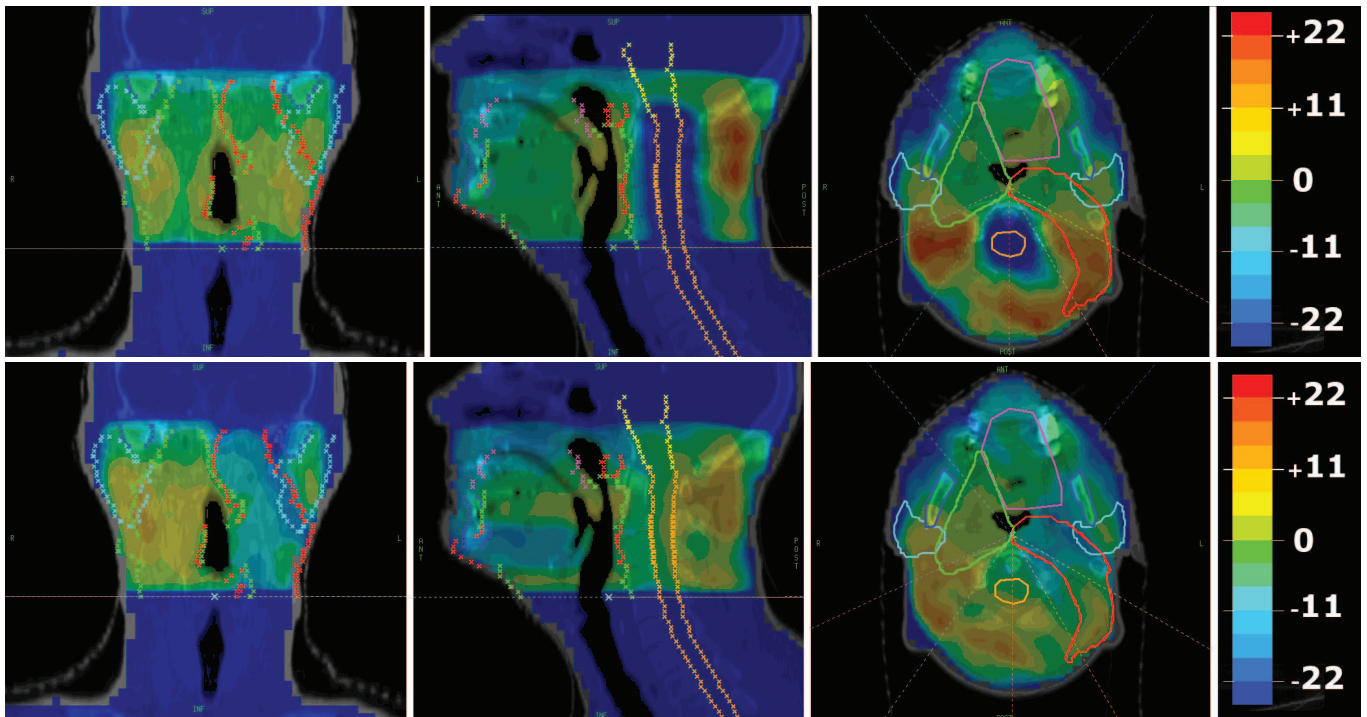 SUP
R
L
INF
SUP
ANT
POST
INF
ANT
R
L
POST
+22
+11
0
-11
-22
SUP
R
L
INF
SUP
ANT
POST
INF
ANT
R
L
POST
+22
+11
0
-11
-22